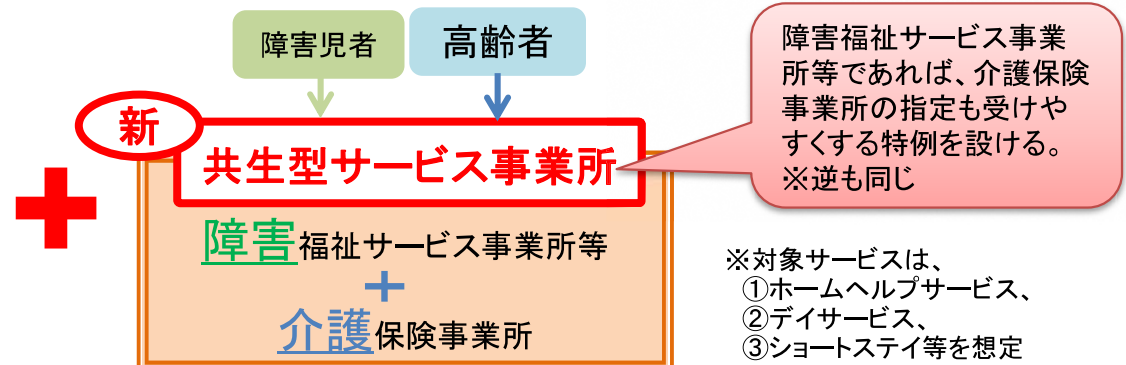 障害児者
高齢者
新
共生型サービス事業所
障害福祉サービス事業所等
＋
介護保険事業所
障害福祉サービス事業
所等であれば、介護保険
事業所の指定も受けや
すくする特例を設ける。
※逆も同じ
※対象サービスは、
①ホームヘルプサービス、
②デイサービス、
③ショートステイ等を想定